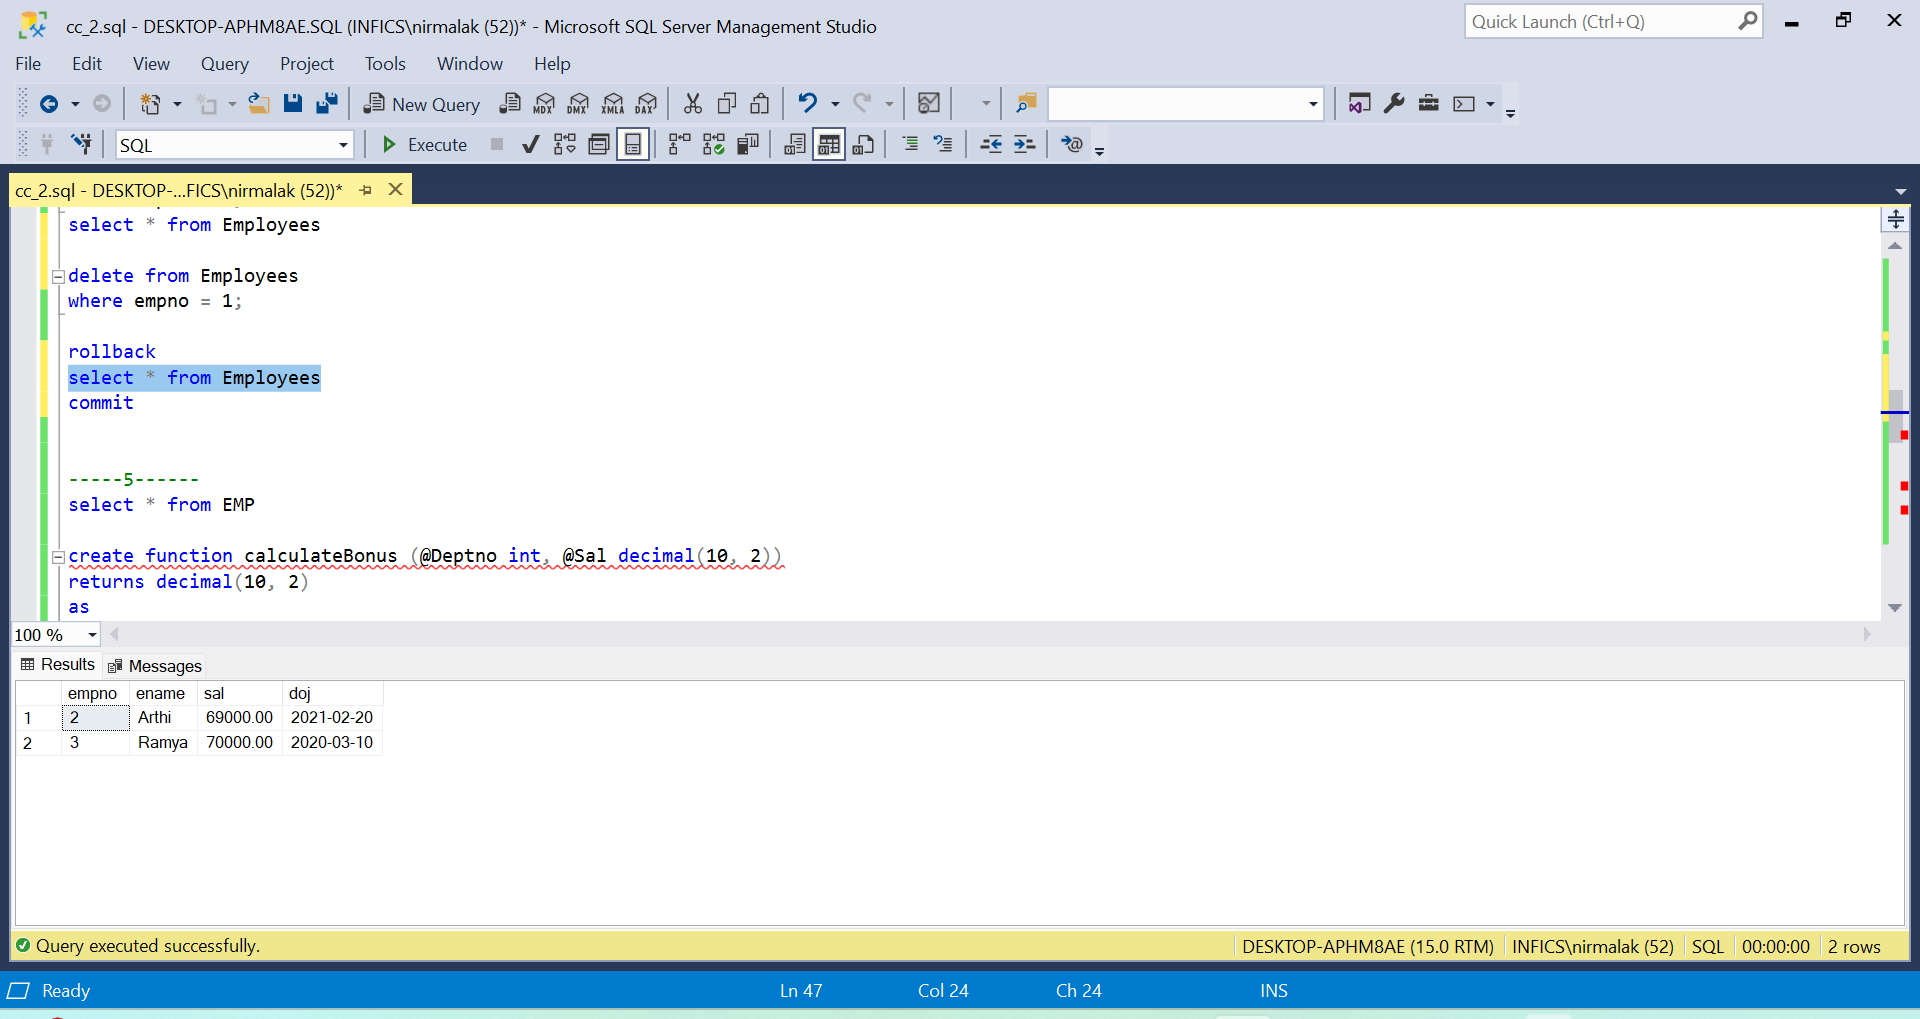 cc_2.sql - DESKTOP-APHM8AE.SQL (INFICS\nirmalak (52))* - Microsoft SQL Server Management Studio
Quick Launch (Ctrl+Q)
File Edit View Query Project Tools Window Help
New Query MDX DMX XMLA DAX
SQL Execute
cc_2.sql - DESKTOP-...FICS\nirmalak (52))*
select * from Employees
delete from Employees
where empno = 1;
rollback
select * from Employees
commit
-----5------
select * from EMP
create function calculateBonus (@Deptno int, @Sal decimal(10, 2))
returns decimal(10, 2)
as
100 %
Results Messages
empno ename sal doj
1 2 Arthi 69000.00 2021-02-20
2 3 Ramya 70000.00 2020-03-10
Query executed successfully. DESKTOP-APHM8AE (15.0 RTM) INFICS\nirmalak (52) SQL 00:00:00 2 rows
Ready Ln 47 Col 24 Ch 24 INS